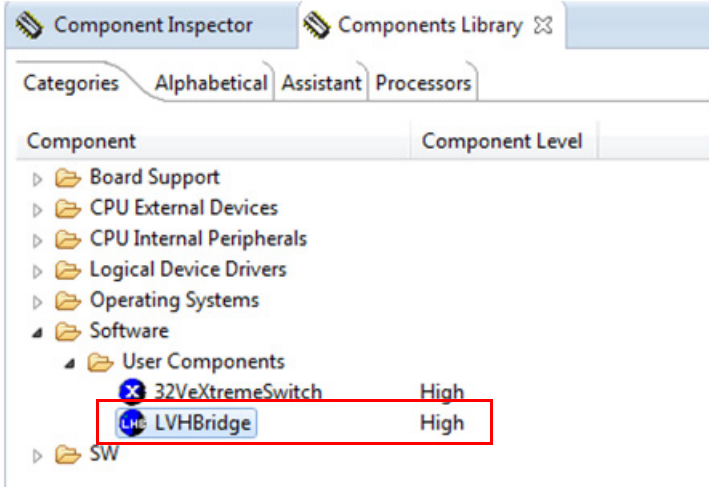 Component Inspector Components Library
Categories Alphabetical Assistant Processors
Component Component Level
Board Support
CPU External Devices
CPU Internal Peripherals
Logical Device Drivers
Operating Systems
Software
User Components
X 32VeXtremeSwitch High
LHB LVHBridge High
SW